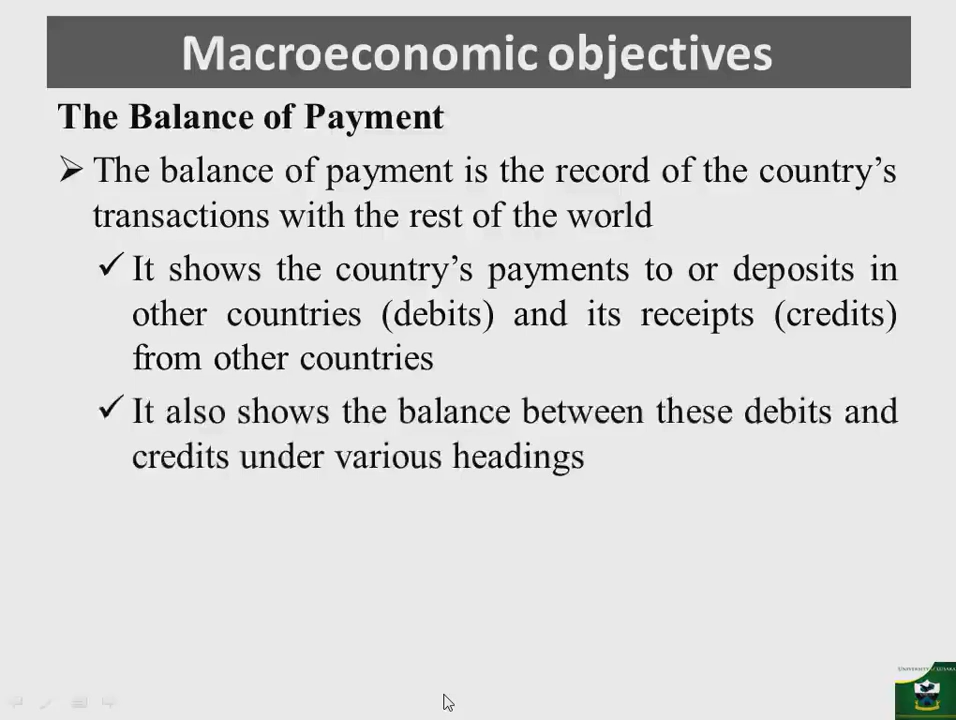 Macroeconomic objectives
The Balance of Payment
➢ The balance of payment is the record of the country’s
transactions with the rest of the world
✓ It shows the country’s payments to or deposits in
other countries (debits) and its receipts (credits)
from other countries
✓ It also shows the balance between these debits and
credits under various headings